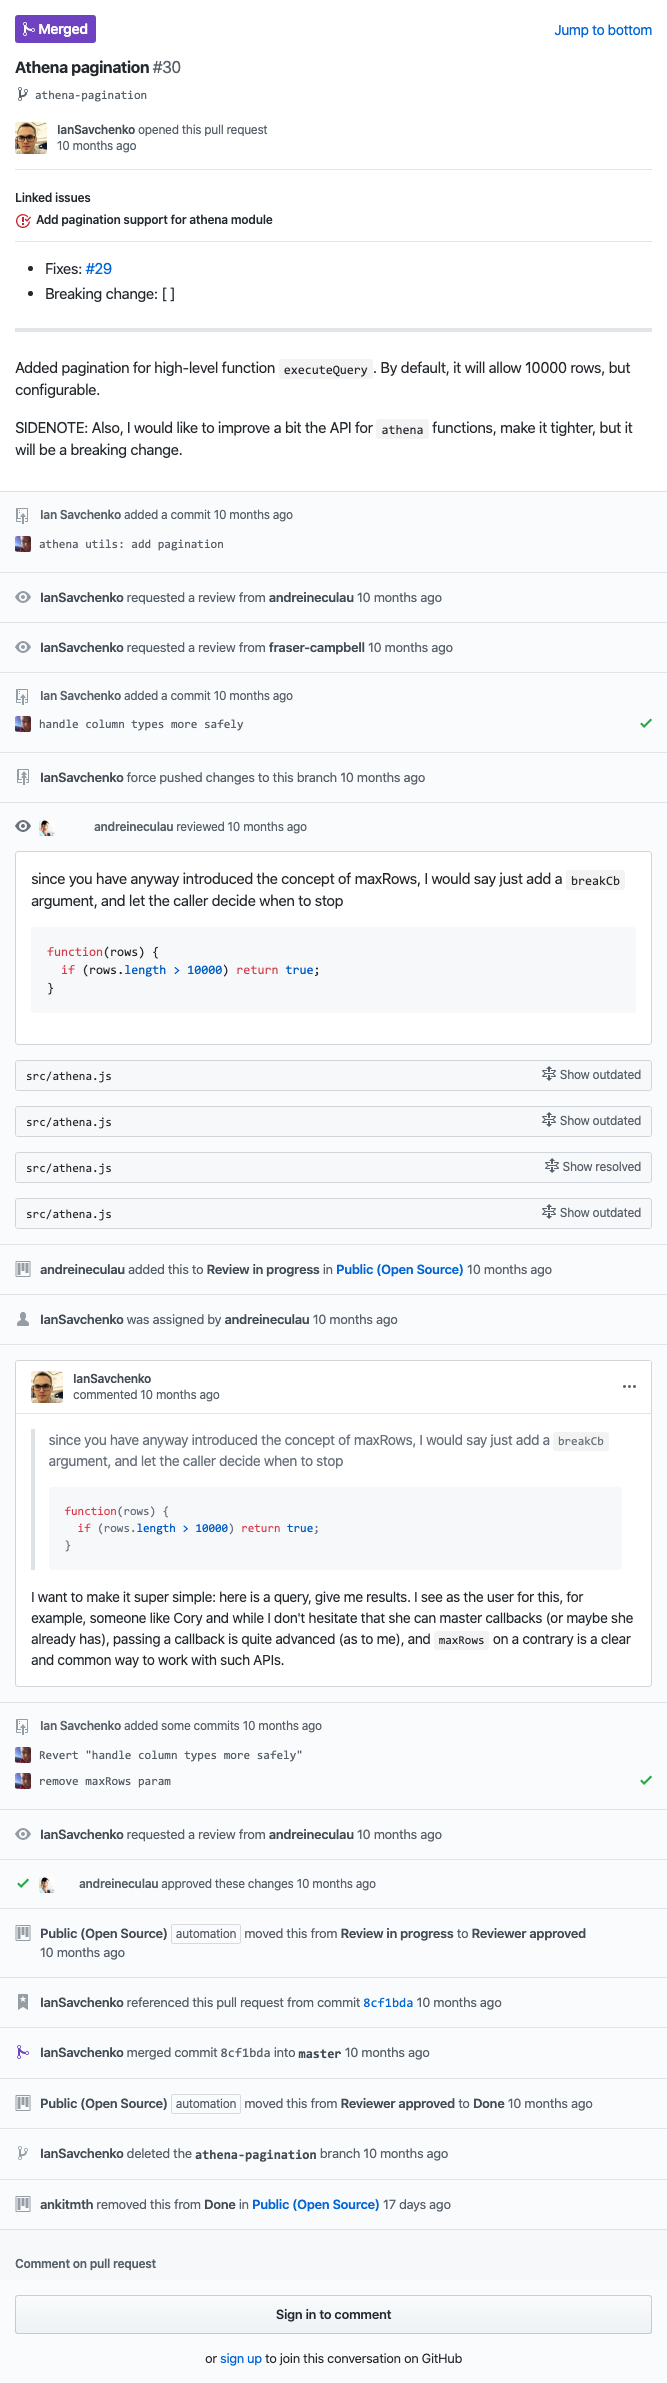 Merged
Jump to bottom
Athena pagination #30
athena-pagination
IanSavchenko opened this pull request
10 months ago
Linked issues
Add pagination support for athena module
• Fixes: #29
• Breaking change: [ ]
Added pagination for high-level function executeQuery. By default, it will allow 10000 rows, but
configurable.
SIDENOTE: Also, I would like to improve a bit the API for athena functions, make it tighter, but it
will be a breaking change.
Ian Savchenko added a commit 10 months ago
athena utils: add pagination
IanSavchenko requested a review from andreineculau 10 months ago
IanSavchenko requested a review from fraser-campbell 10 months ago
Ian Savchenko added a commit 10 months ago
handle column types more safely
IanSavchenko force pushed changes to this branch 10 months ago
andreineculau reviewed 10 months ago
since you have anyway introduced the concept of maxRows, I would say just add a breakCb
argument, and let the caller decide when to stop
function(rows) {
if (rows.length > 10000) return true;
}
src/athena.js Show outdated
src/athena.js Show outdated
src/athena.js Show resolved
src/athena.js Show outdated
andreineculau added this to Review in progress in Public (Open Source) 10 months ago
IanSavchenko was assigned by andreineculau 10 months ago
IanSavchenko
commented 10 months ago
since you have anyway introduced the concept of maxRows, I would say just add a breakCb
argument, and let the caller decide when to stop
function(rows) {
if (rows.length > 10000) return true;
}
I want to make it super simple: here is a query, give me results. I see as the user for this, for
example, someone like Cory and while I don't hesitate that she can master callbacks (or maybe she
already has), passing a callback is quite advanced (as to me), and maxRows on a contrary is a clear
and common way to work with such APIs.
Ian Savchenko added some commits 10 months ago
Revert "handle column types more safely"
remove maxRows param
IanSavchenko requested a review from andreineculau 10 months ago
andreineculau approved these changes 10 months ago
Public (Open Source) automation moved this from Review in progress to Reviewer approved
10 months ago
IanSavchenko referenced this pull request from commit 8cf1bda 10 months ago
IanSavchenko merged commit 8cf1bda into master 10 months ago
Public (Open Source) automation moved this from Reviewer approved to Done 10 months ago
IanSavchenko deleted the athena-pagination branch 10 months ago
ankitmth removed this from Done in Public (Open Source) 17 days ago
Comment on pull request
Sign in to comment
or sign up to join this conversation on GitHub